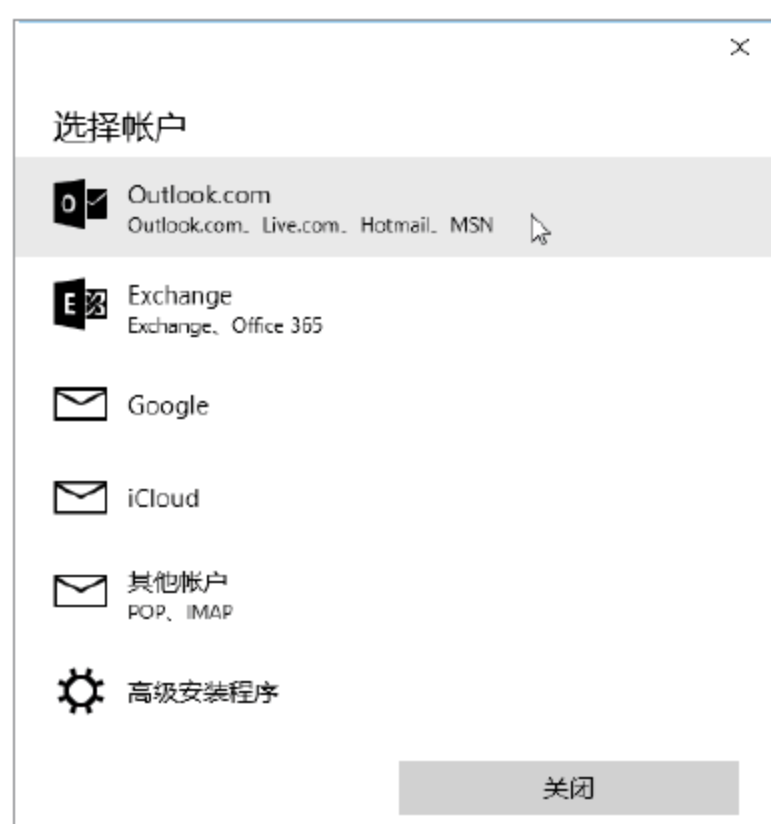 选择帐户
Outlook.com
Outlook.com、Live.com、Hotmail、MSN
Exchange
Exchange、Office 365
Google
iCloud
其他帐户
POP、IMAP
高级安装程序
关闭